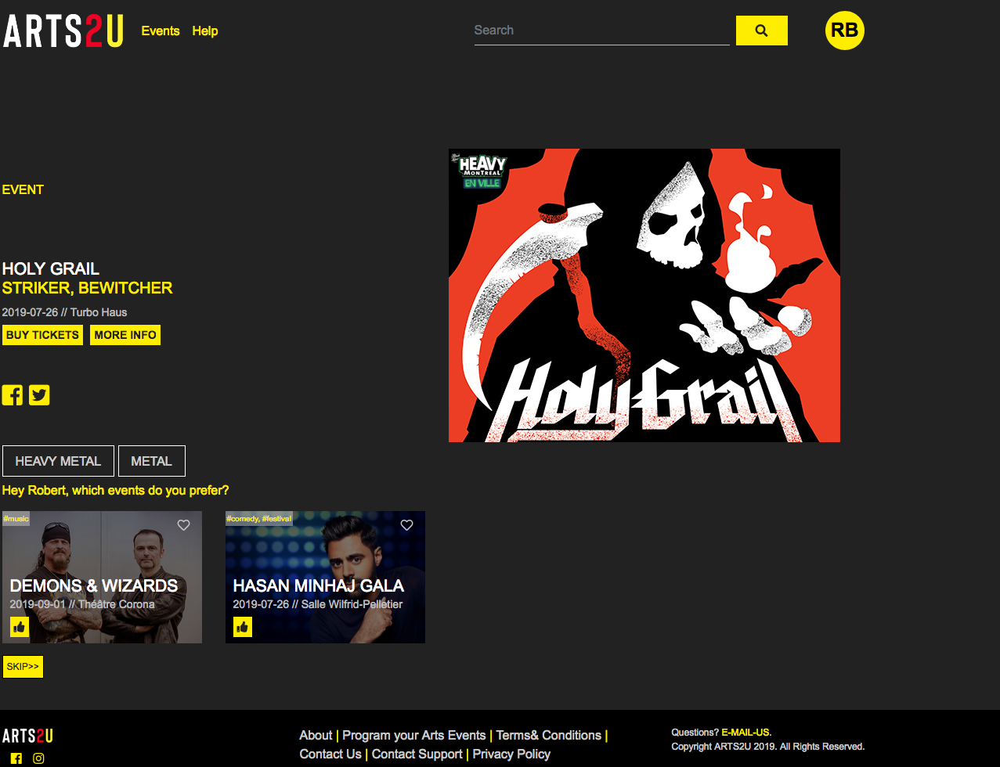 ARTS2U
Events Help
Search
RB
EVENT
HOLY GRAIL
STRIKER, BEWITCHER
2019-07-26 // Turbo Haus
BUY TICKETS MORE INFO
HEAVY
MONTREAL
EN VILLE
Holy Grail
HEAVY METAL METAL
Hey Robert, which events do you prefer?
#music
DEMONS & WIZARDS
2019-09-01 // Théâtre Corona
#comedy, #festival
HASAN MINHAJ GALA
2019-07-26 // Salle Wilfrid-Pelletier
SKIP>>
ARTS2U
About | Program your Arts Events | Terms& Conditions |
Contact Us | Contact Support | Privacy Policy
Questions? E-MAIL-US.
Copyright ARTS2U 2019. All Rights Reserved.